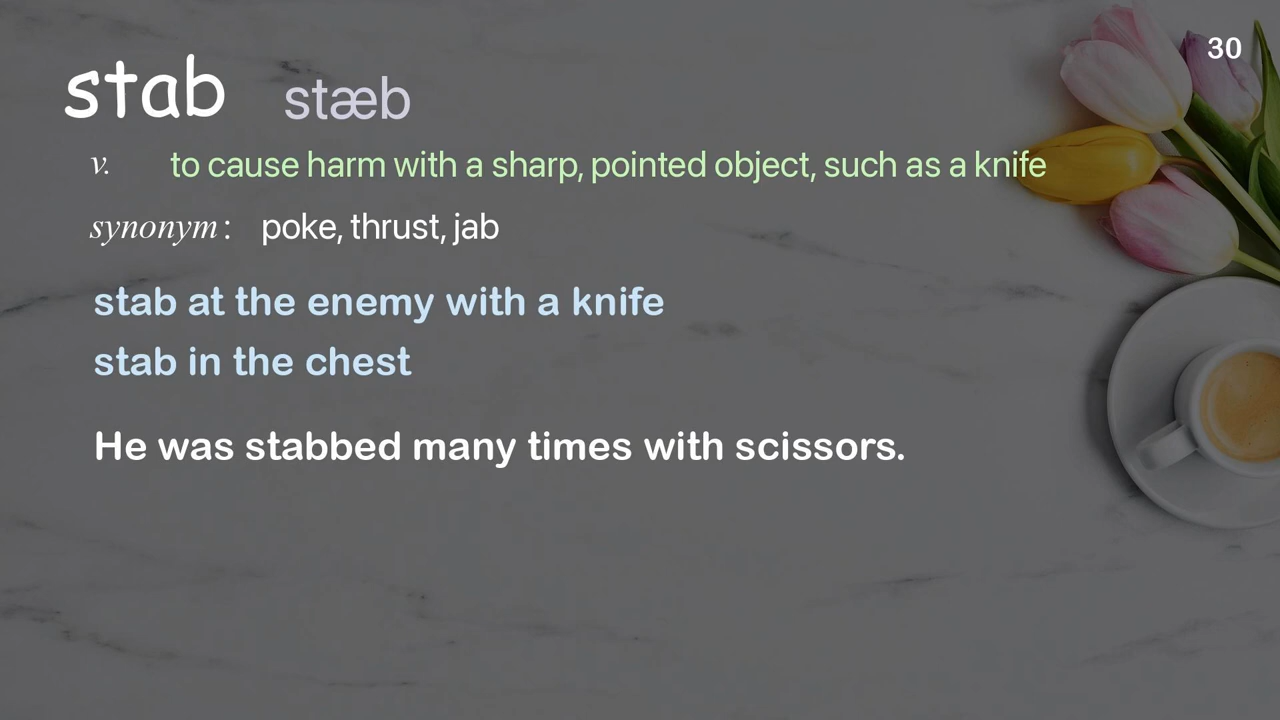 30
stab stæb
v. to cause harm with a sharp, pointed object, such as a knife
synonym: poke, thrust, jab
stab at the enemy with a knife
stab in the chest
He was stabbed many times with scissors.